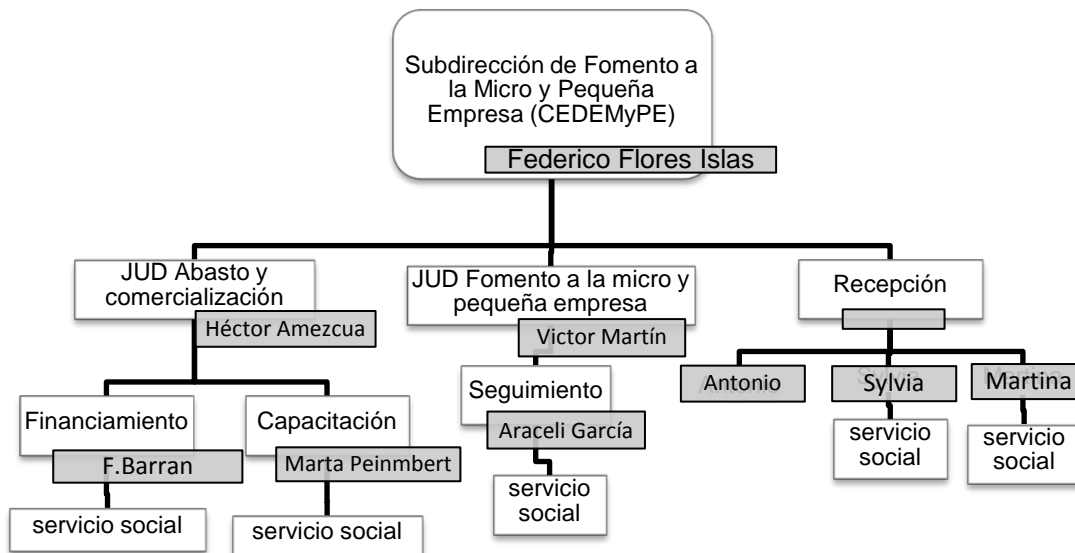 Subdirección de Fomento a
la Micro y Pequeña
Empresa (CEDEMyPE)
Federico Flores Islas
JUD Abasto y
comercialización
Héctor Amezcua
JUD Fomento a la micro y
pequeña empresa
Victor Martín
Recepción
Financiamiento
F.Barran
Capacitación
Marta Peinmbert
Seguimiento
Araceli García
Antonio
Sylvia
Martina
servicio social
servicio social
servicio
social
servicio
social
servicio
social